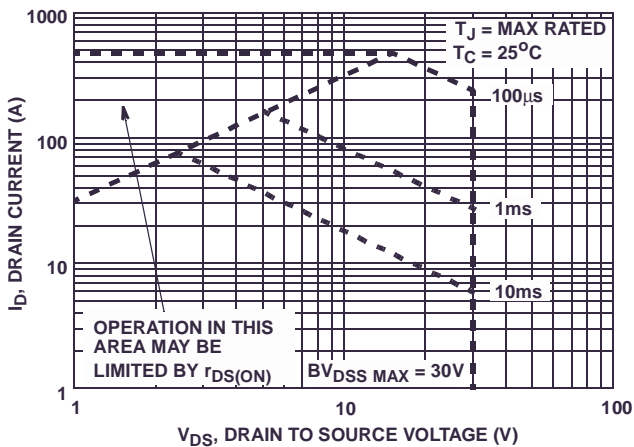 1000
T_J = MAX RATED
T_C = 25°C
100µs
100
I_D, DRAIN CURRENT (A)
1ms
10
10ms
OPERATION IN THIS
AREA MAY BE
LIMITED BY r_DS(ON)
BV_DSS MAX = 30V
1
1
10
100
V_DS, DRAIN TO SOURCE VOLTAGE (V)